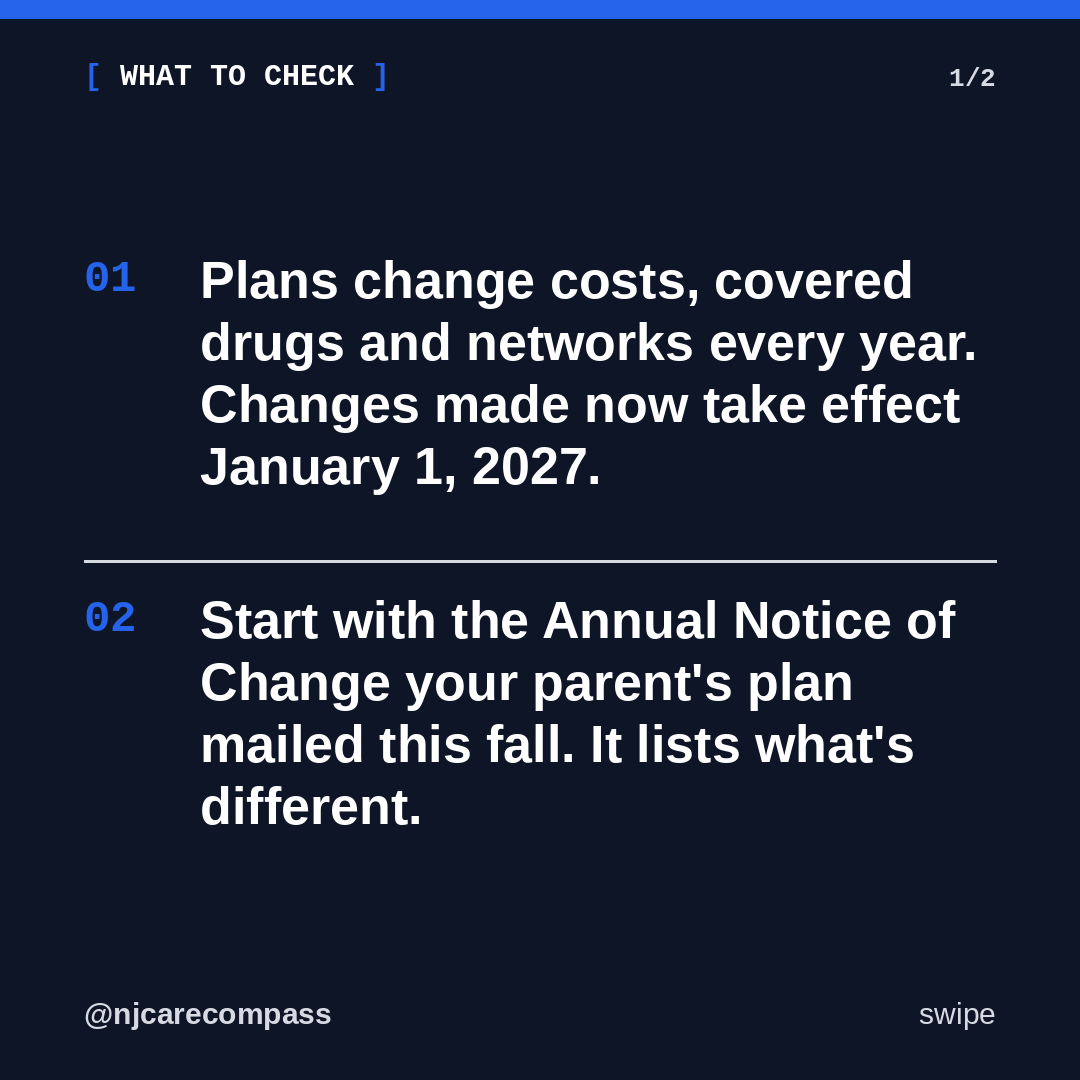 [ WHAT TO CHECK ]
1/2
01
Plans change costs, covered
drugs and networks every year.
Changes made now take effect
January 1, 2027.
02
Start with the Annual Notice of
Change your parent's plan
mailed this fall. It lists what's
different.
@njcarecompass
swipe